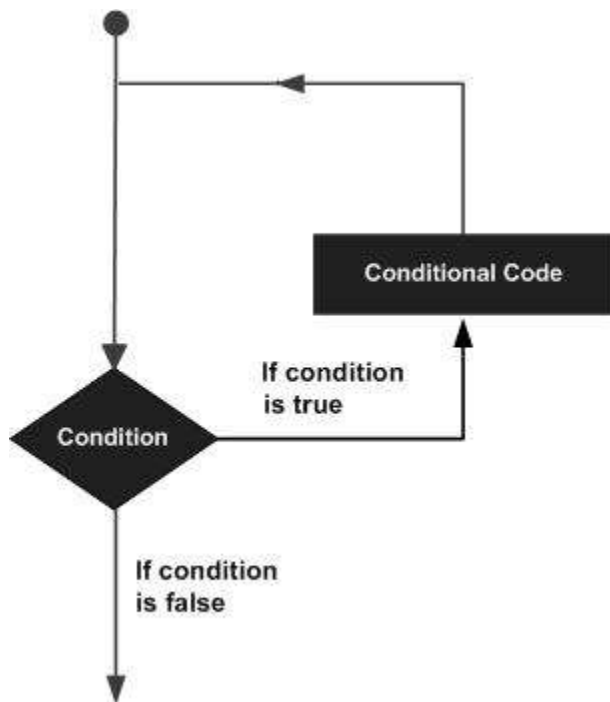 Conditional Code
If condition
is true
Condition
If condition
is false